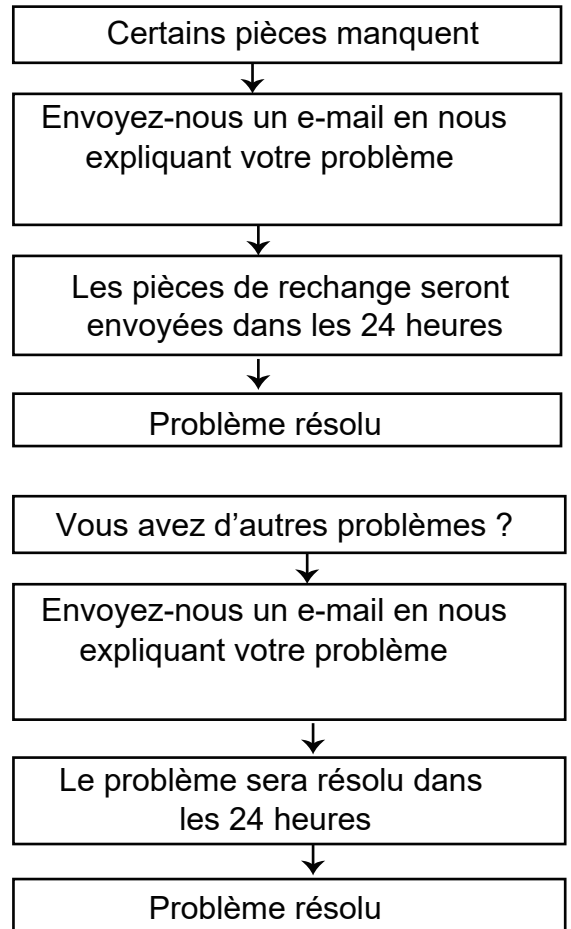 Certains pièces manquent
Envoyez-nous un e-mail en nous
expliquant votre problème
Les pièces de rechange seront
envoyées dans les 24 heures
Problème résolu
Vous avez d’autres problèmes ?
Envoyez-nous un e-mail en nous
expliquant votre problème
Le problème sera résolu dans
les 24 heures
Problème résolu